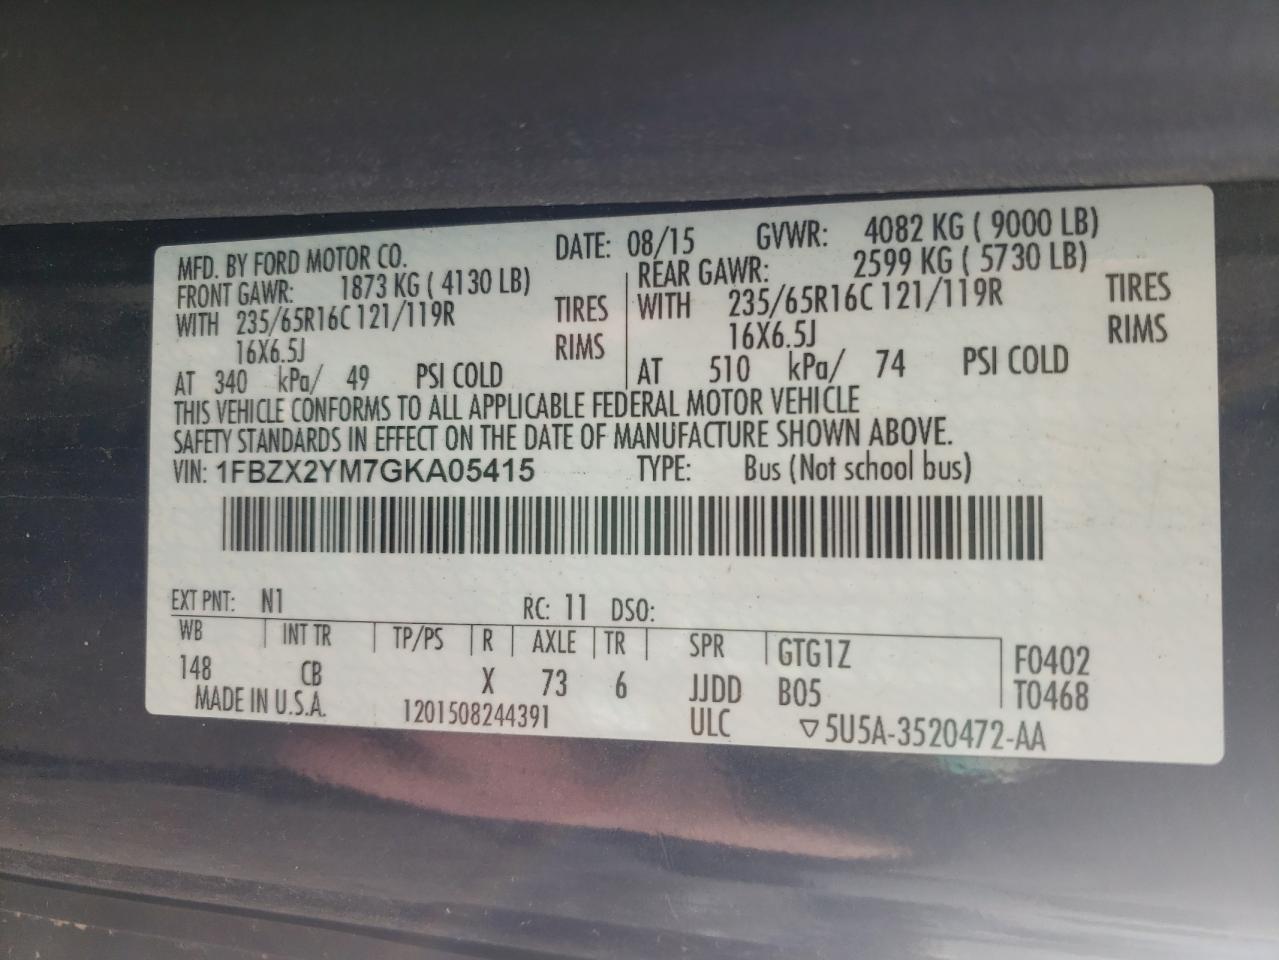 MFD. BY FORD MOTOR CO. DATE: 08/15 GVWR: 4082 KG ( 9000 LB)
FRONT GAWR: 1873 KG ( 4130 LB) REAR GAWR: 2599 KG ( 5730 LB)
WITH 235/65R16C 121/119R TIRES WITH 235/65R16C 121/119R TIRES
16X6.5J RIMS 16X6.5J RIMS
AT 340 kPa/ 49 PSI COLD AT 510 kPa/ 74 PSI COLD
THIS VEHICLE CONFORMS TO ALL APPLICABLE FEDERAL MOTOR VEHICLE
SAFETY STANDARDS IN EFFECT ON THE DATE OF MANUFACTURE SHOWN ABOVE.
VIN: 1FBZX2YM7GKA05415 TYPE: Bus (Not school bus)
EXT PNT: N1 RC: 11 DSO:
WB INT TR TP/PS R AXLE TR SPR GTG1Z F0402
148 CB X 73 6 JJDD B05 T0468
MADE IN U.S.A. 1201508244391 ULC ▽5U5A-3520472-AA